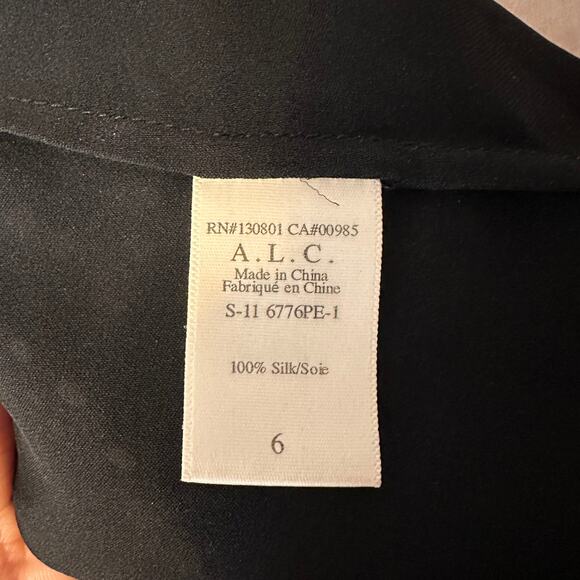 RN#130801 CA#00985
A.L.C.
Made in China
Fabriqué en Chine
S-11 6776PE-1
100% Silk/Soie
6